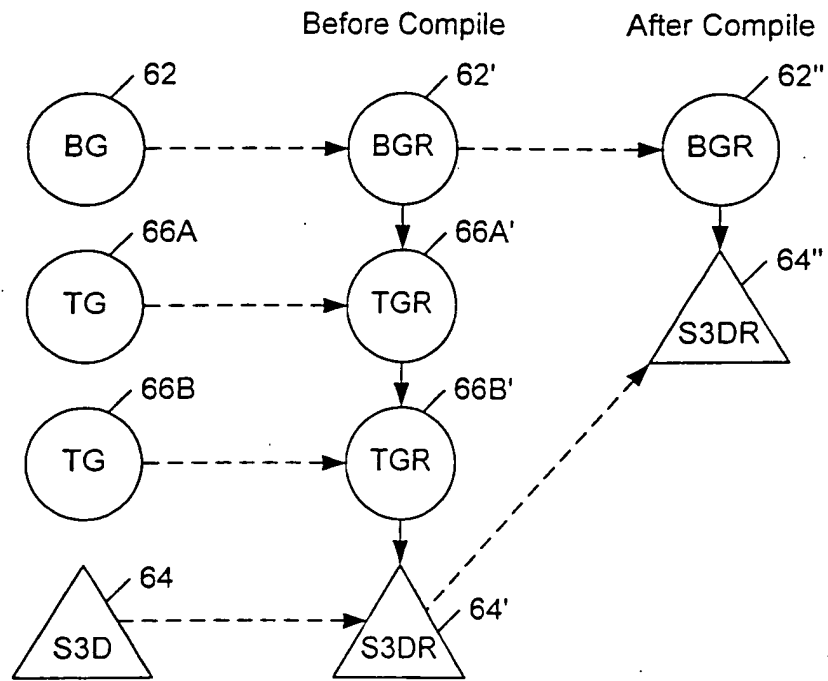 Before Compile After Compile
62 62' 62"
BG BGR BGR
66A 66A' 64"
TG TGR S3DR
66B 66B'
TG TGR
64 64'
S3D S3DR